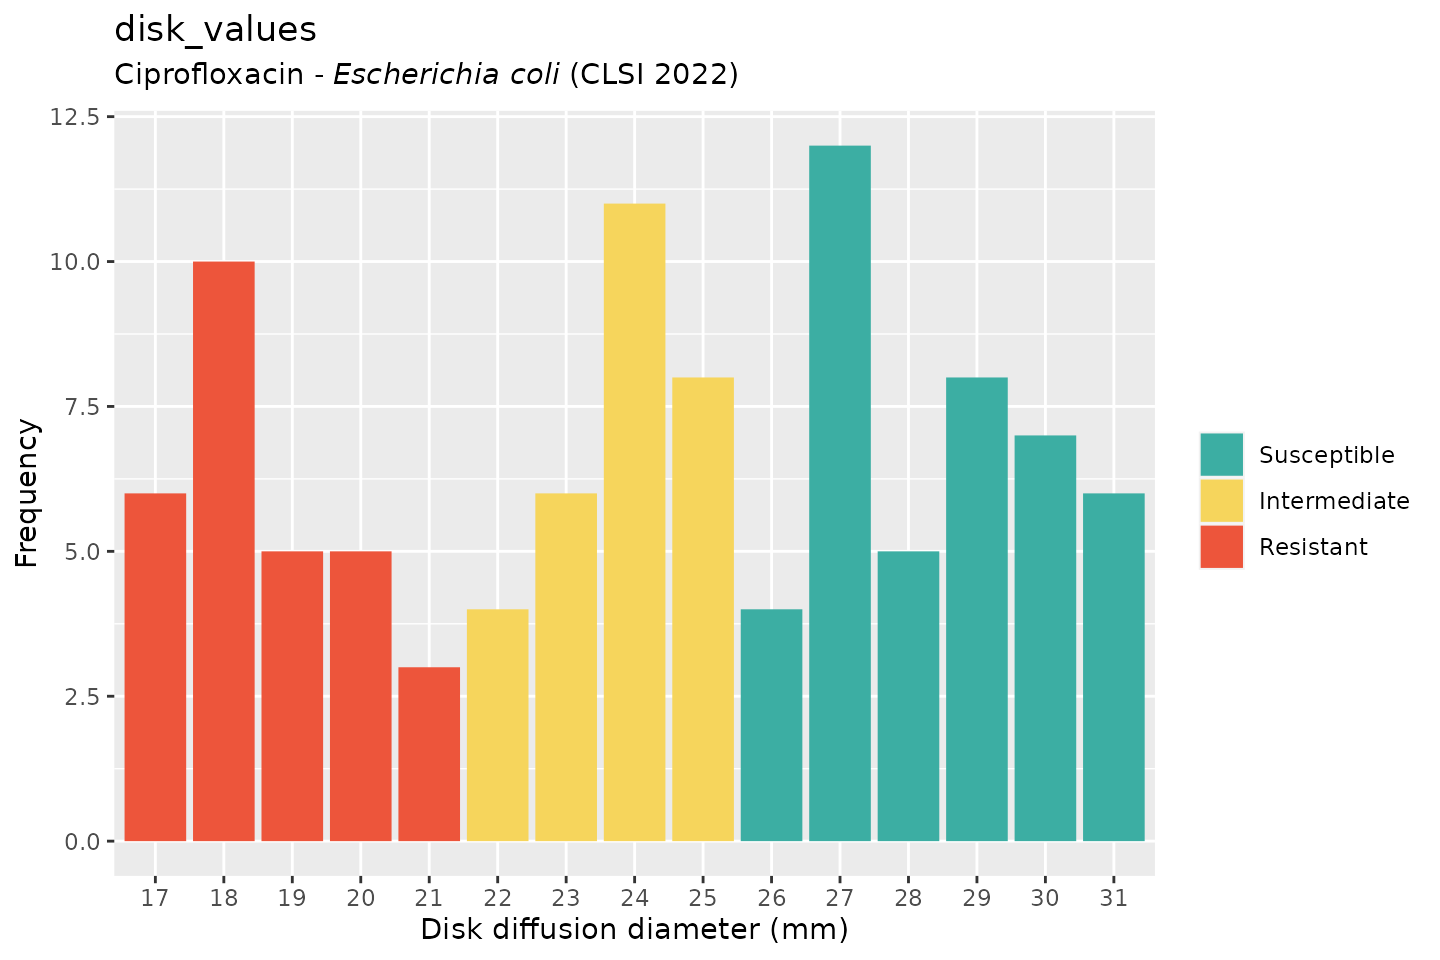 disk_values
Ciprofloxacin - Escherichia coli (CLSI 2022)
12.5
10.0
7.5
5.0
2.5
0.0
Frequency
17 18 19 20 21 22 23 24 25 26 27 28 29 30 31
Disk diffusion diameter (mm)
Susceptible
Intermediate
Resistant